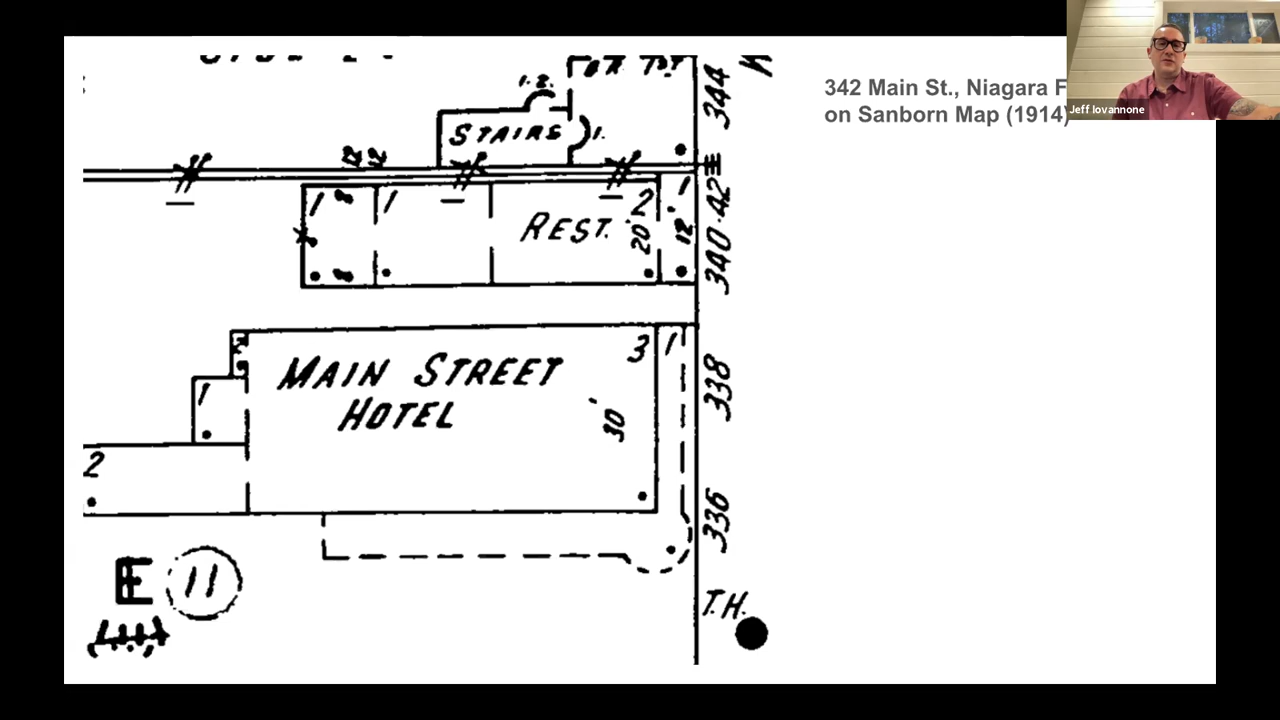 342 Main St., Niagara F
on Sanborn Map (1914)
Jeff Iovannone
STAIRS
1.
344
REST.
1
1
2
20'
12
340-42
MAIN STREET
HOTEL
3
1
30'
338
1
2
336
E 11
T.H.